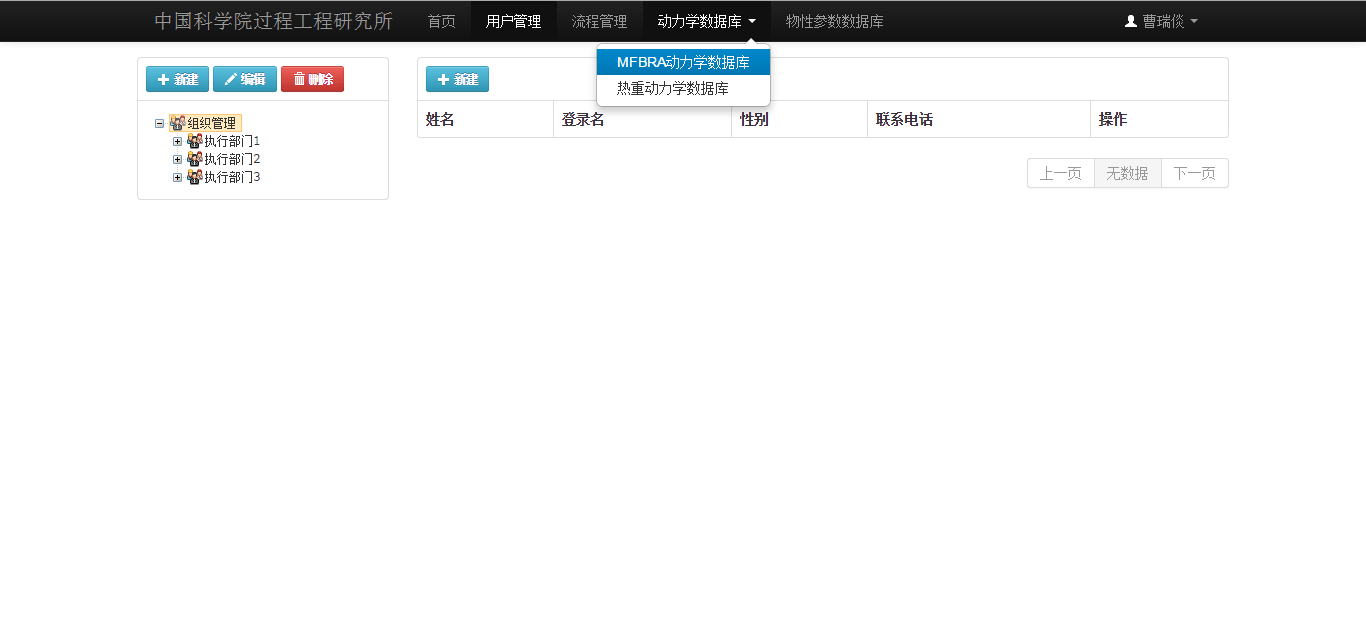 中国科学院过程工程研究所 首页 用户管理 流程管理 动力学数据库 物性参数数据库 曹瑞倓
MFBRA动力学数据库
热重动力学数据库
新建 编辑 删除
组织管理
执行部门1
执行部门2
执行部门3
新建
姓名 登录名 性别 联系电话 操作
上一页 无数据 下一页